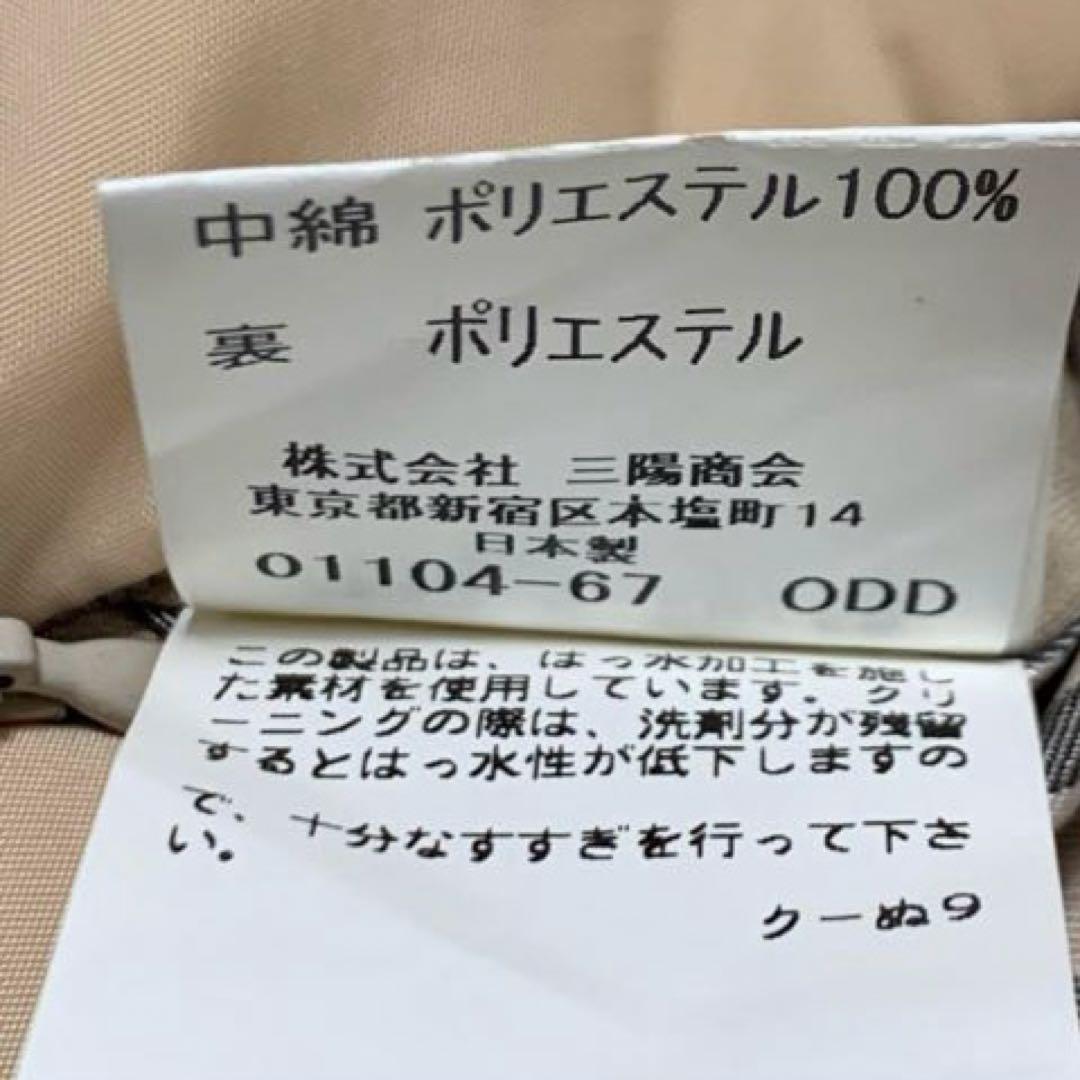 中綿 ポリエステル100%
裏 ポリエステル
株式会社 三陽商会
東京都新宿区本塩町14
日本製
01104-67 ODD
この製品は、はっ水加工を施し
た素材を使用しています。クリ
ーニングの際は、洗剤分が残留
するとはっ水性が低下しますの
で、十分なすすぎを行って下さ
い。
クーぬ9